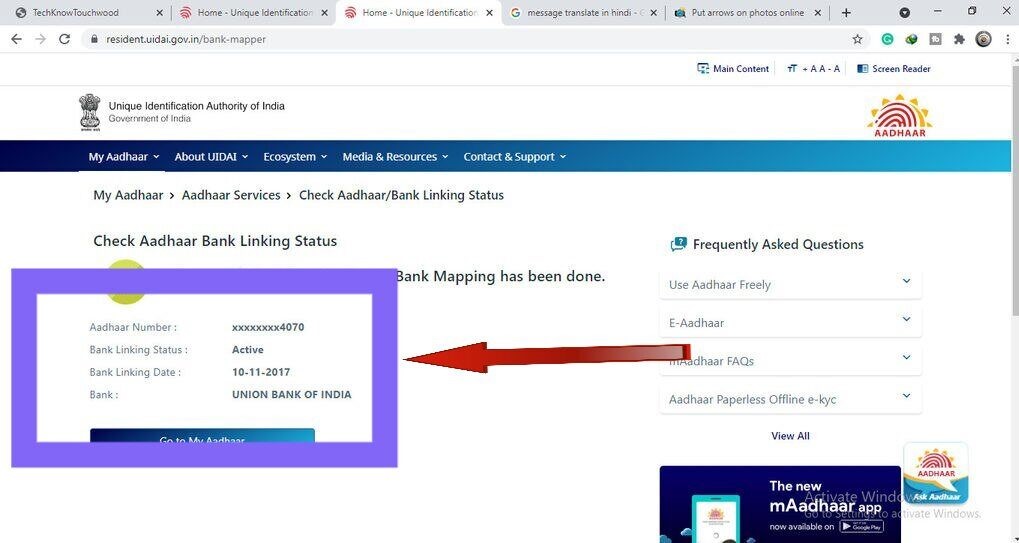 TechKnowTouchwood
Home - Unique Identification
Home - Unique Identification
message translate in hindi - G
Put arrows on photos online
resident.uidai.gov.in/bank-mapper
Main Content
+ A A - A
Screen Reader
Unique Identification Authority of India
Government of India
AADHAAR
My Aadhaar
About UIDAI
Ecosystem
Media & Resources
Contact & Support
My Aadhaar > Aadhaar Services > Check Aadhaar/Bank Linking Status
Check Aadhaar Bank Linking Status
Bank Mapping has been done.
Aadhaar Number : xxxxxxxx4070
Bank Linking Status : Active
Bank Linking Date : 10-11-2017
Bank : UNION BANK OF INDIA
Go to My Aadhaar
Frequently Asked Questions
Use Aadhaar Freely
E-Aadhaar
mAadhaar FAQs
Aadhaar Paperless Offline e-kyc
View All
The new
mAadhaar app
now available on Google Play
AADHAAR
AADHAAR
Ask Aadhaar
Activate Windows
Go to Settings to activate Windows.